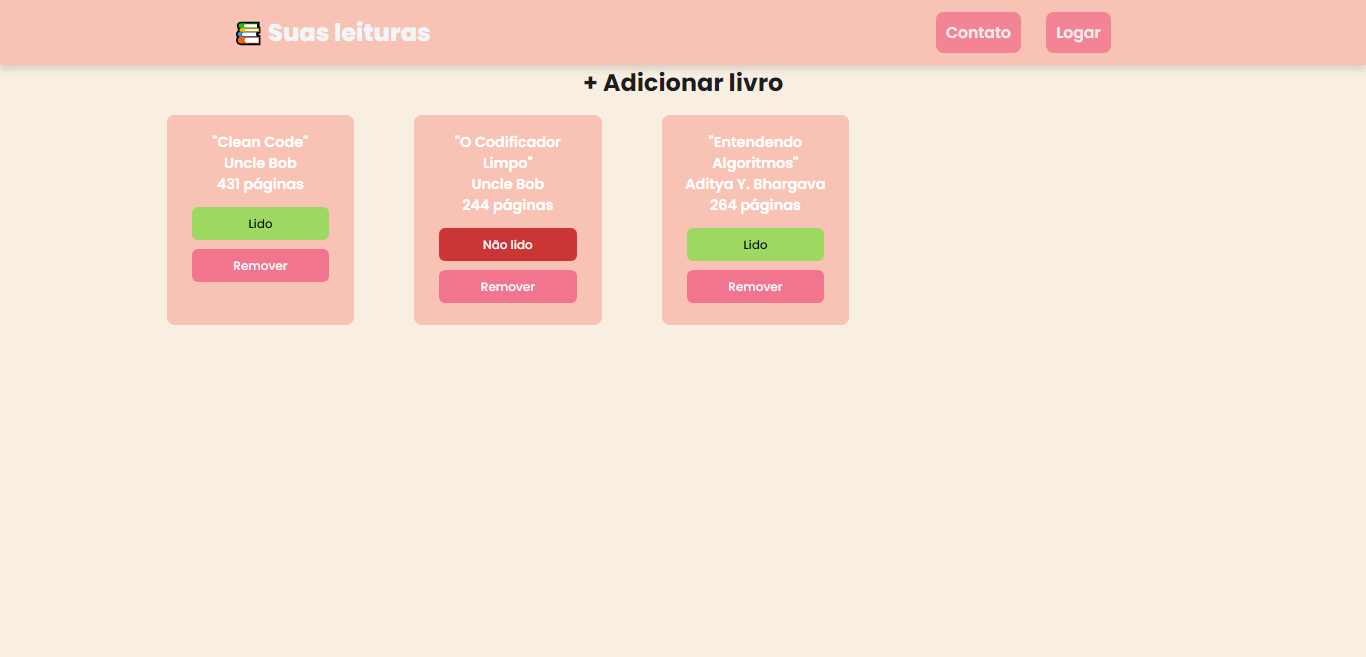 Suas leituras
Contato
Logar
+ Adicionar livro
"Clean Code"
Uncle Bob
431 páginas
Lido
Remover
"O Codificador
Limpo"
Uncle Bob
244 páginas
Não lido
Remover
"Entendendo
Algoritmos"
Aditya Y. Bhargava
264 páginas
Lido
Remover